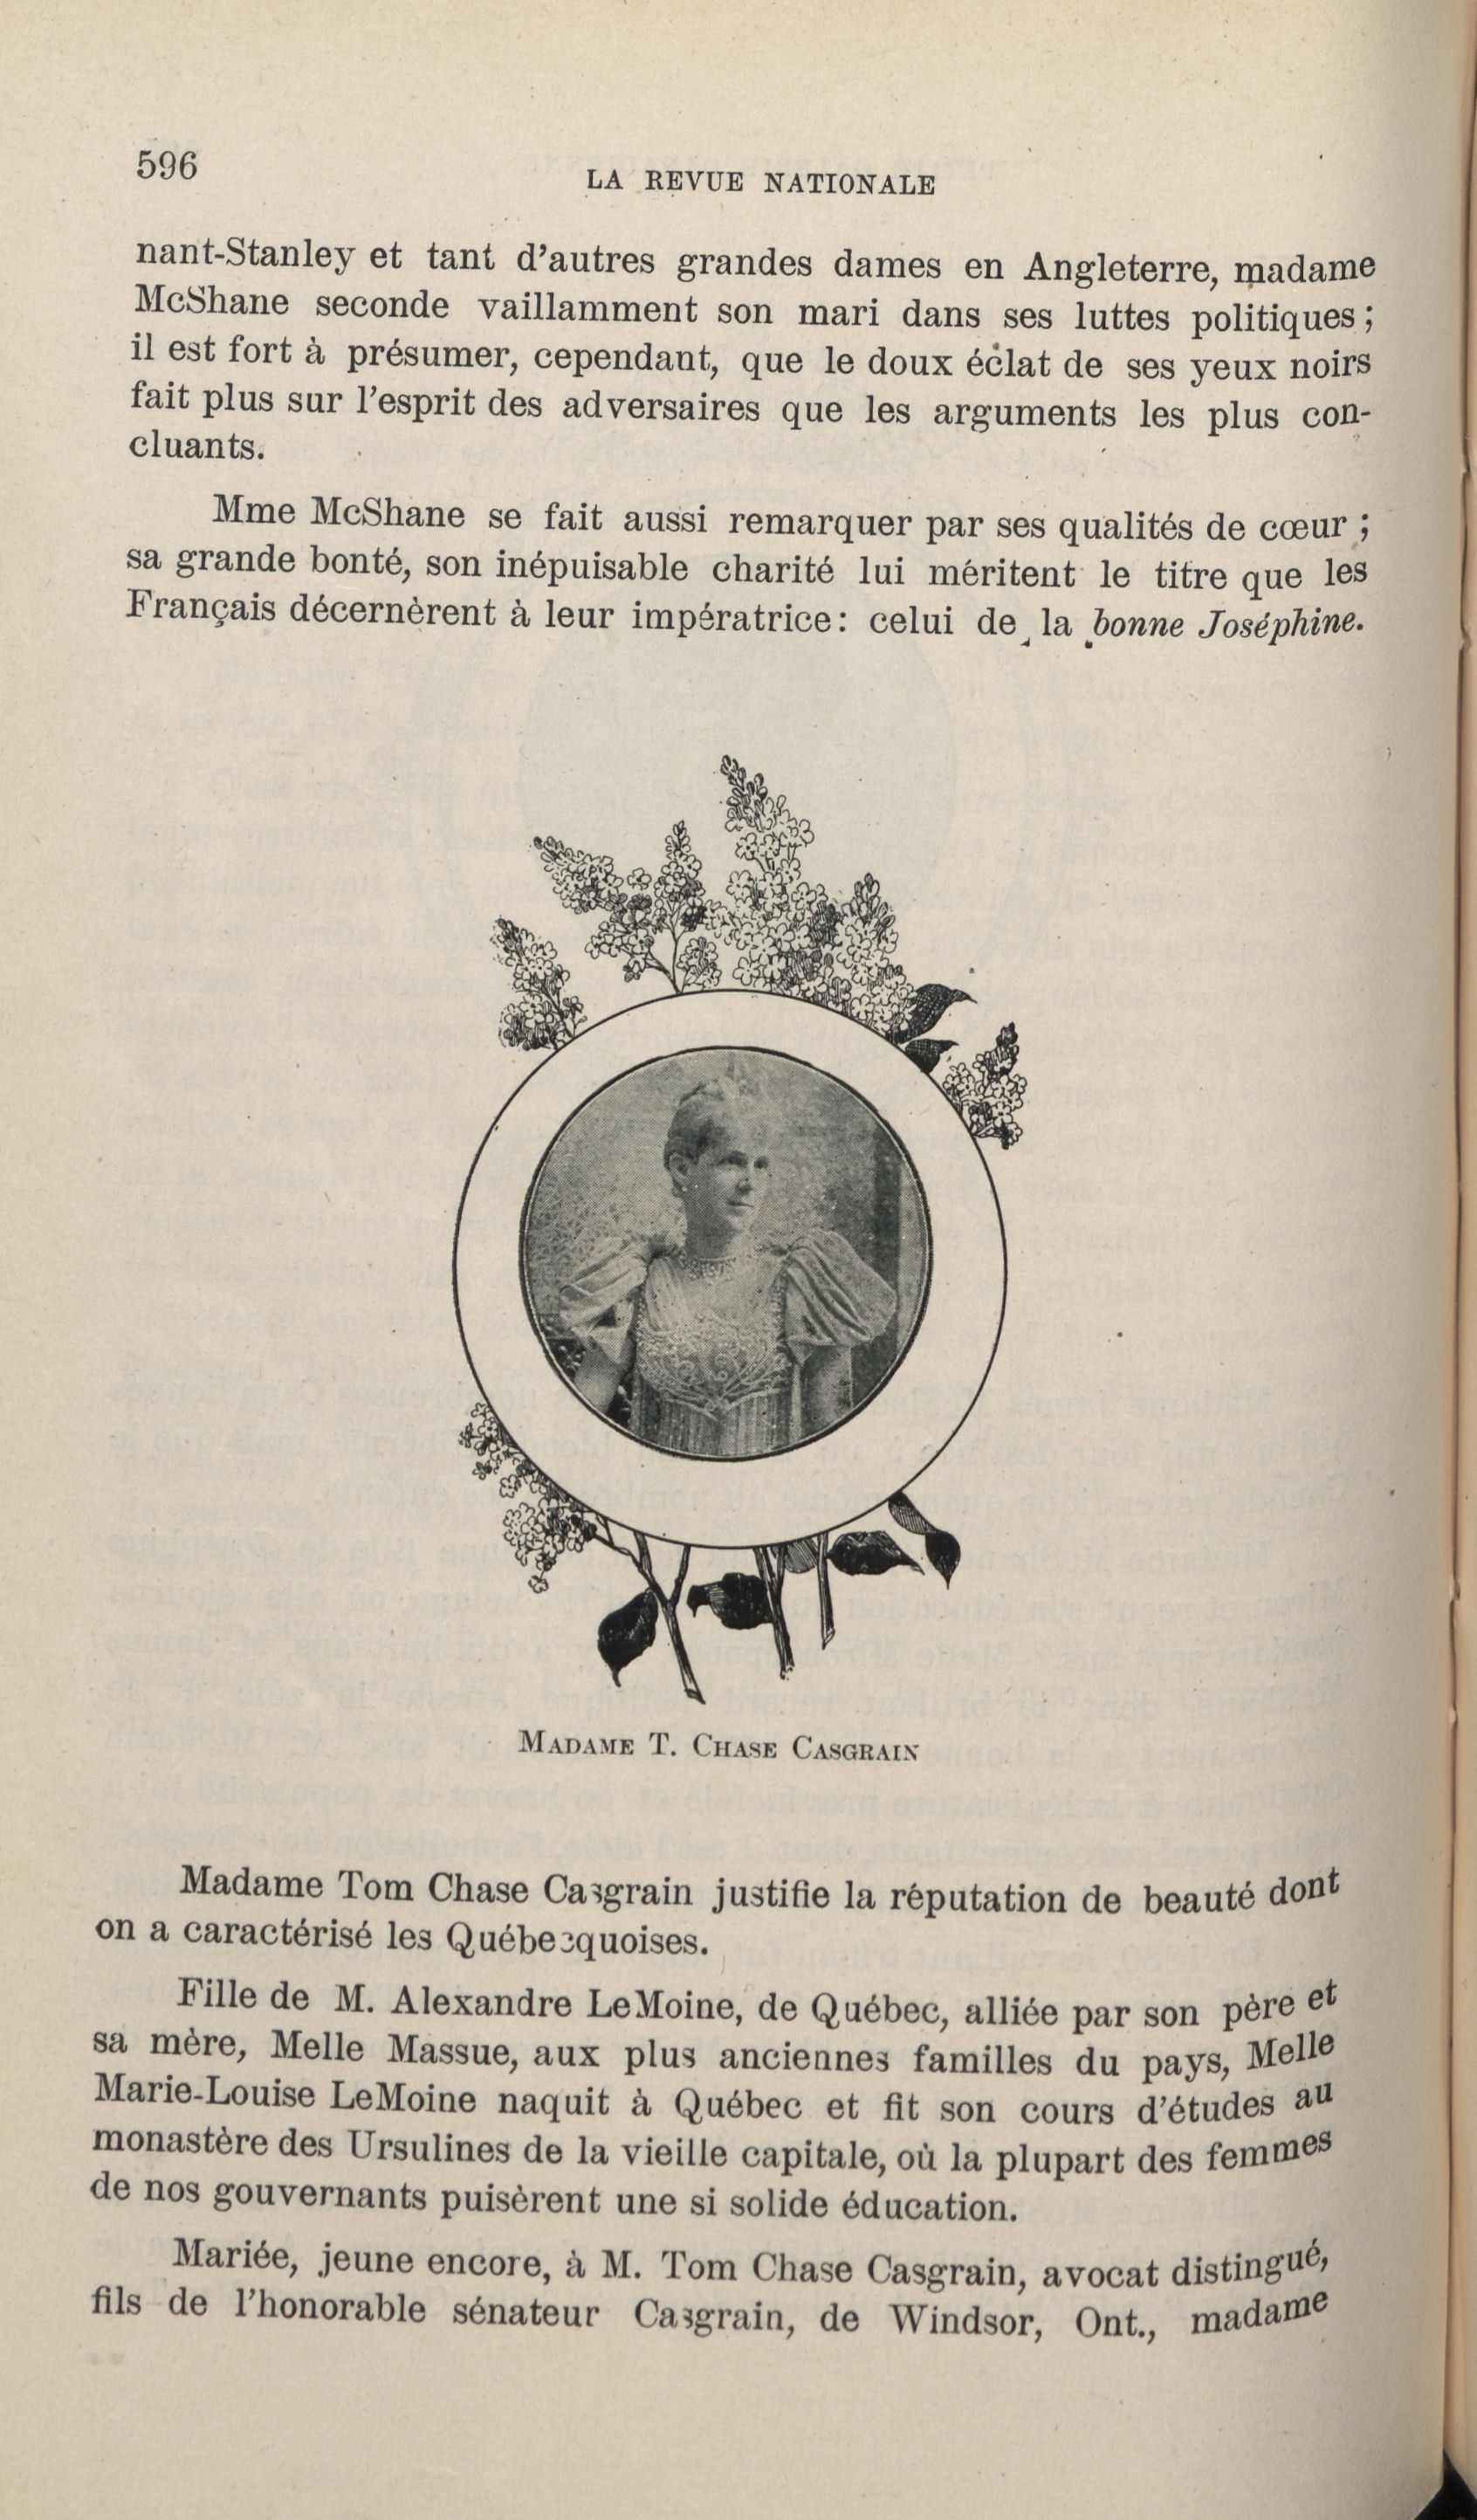 596
LA REVUE NATIONALE
nant-Stanley et tant d'autres grandes dames en Angleterre, madame
McShane seconde vaillamment son mari dans ses luttes politiques ;
il est fort à présumer, cependant, que le doux éclat de ses yeux noirs
fait plus sur l'esprit des adversaires que les arguments les plus con-
cluants.
Mme McShane se fait aussi remarquer par ses qualités de cœur ;
sa grande bonté, son inépuisable charité lui méritent le titre que les
Français décernèrent à leur impératrice : celui de la bonne Joséphine.
MADAME T. CHASE CASGRAIN
Madame Tom Chase Casgrain justifie la réputation de beauté dont
on a caractérisé les Québecquoises.
Fille de M. Alexandre LeMoine, de Québec, alliée par son père et
sa mère, Melle Massue, aux plus anciennes familles du pays, Melle
Marie-Louise LeMoine naquit à Québec et fit son cours d'études au
monastère des Ursulines de la vieille capitale, où la plupart des femmes
de nos gouvernants puisèrent une si solide éducation.
Mariée, jeune encore, à M. Tom Chase Casgrain, avocat distingué,
fils de l'honorable sénateur Casgrain, de Windsor, Ont., madame